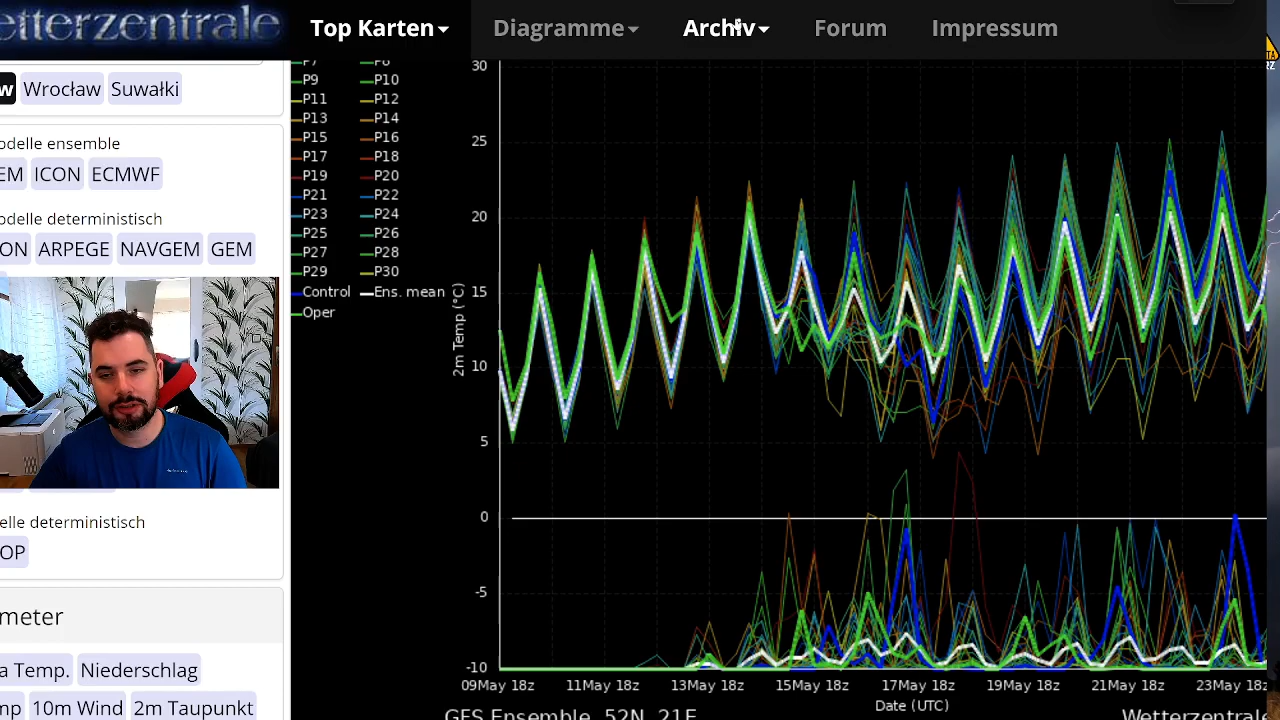 etterzentrale
Top Karten
Diagramme
Archiv
Forum
Impressum
w
Wrocław
Suwałki
odelle ensemble
EM
ICON
ECMWF
odelle deterministisch
ON
ARPEGE
NAVGEM
GEM
elle deterministisch
OP
meter
a Temp.
Niederschlag
mp
10m Wind
2m Taupunkt
P7
P8
P9
P10
P11
P12
P13
P14
P15
P16
P17
P18
P19
P20
P21
P22
P23
P24
P25
P26
P27
P28
P29
P30
Control
Ens. mean
Oper
2m Temp (°C)
30
25
20
15
10
5
0
-5
-10
09May 18z
11May 18z
13May 18z
15May 18z
17May 18z
19May 18z
21May 18z
23May 18z
Date (UTC)
GFS Ensemble 52N 21E
Wetterzentrale
TA
RZ